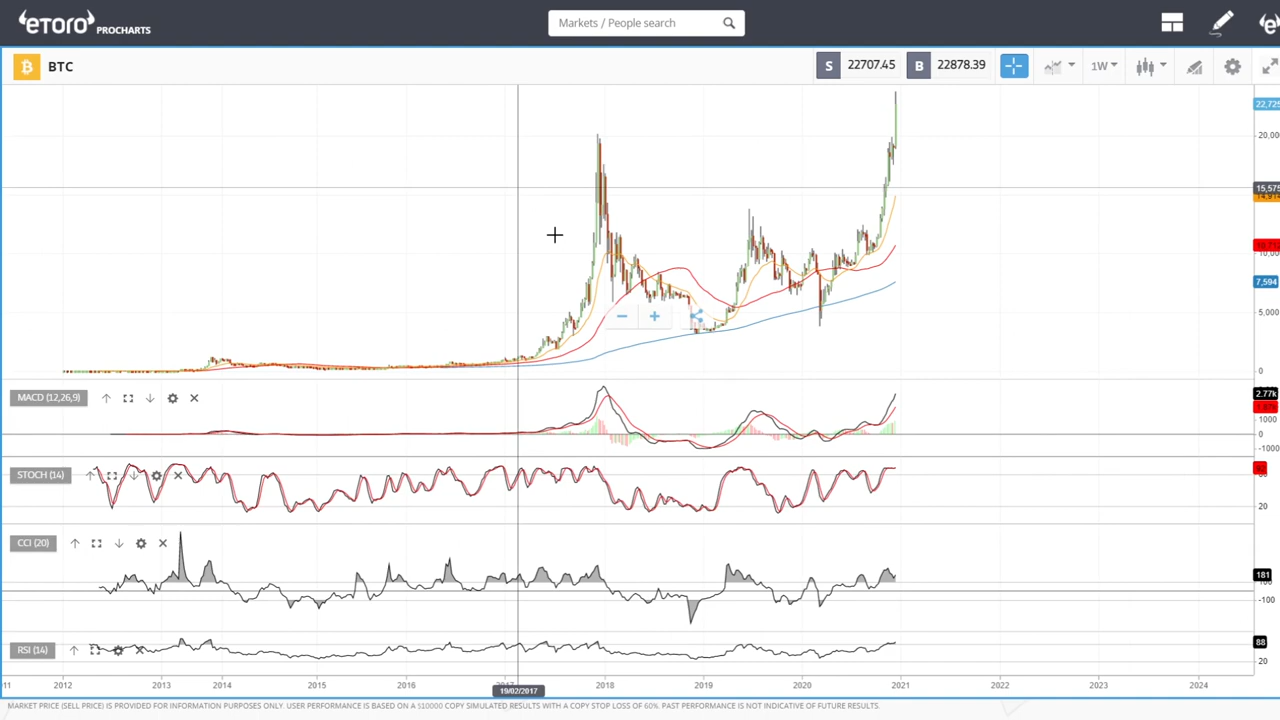 eToro PROCHARTS
Markets / People search
BTC
S 22707.45 B 22878.39 1W
22,725
20,000
15,575
5,000
7,594
0
MACD (12,26,9)
2.77k
1000
0
-1000
STOCH (14)
20
CCI (20)
181
-100
RSI (14)
88
20
2012 2013 2014 2015 2016 2018 2019 2020 2021 2022 2023 2024
19/02/2017
MARKET PRICE (SELL PRICE) IS PROVIDED FOR INFORMATION PURPOSES ONLY. USER PERFORMANCE IS BASED ON A $10000 COPY SIMULATED RESULTS WITH A COPY STOP LOSS OF 60%. PAST PERFORMANCE IS NOT INDICATIVE OF FUTURE RESULTS.